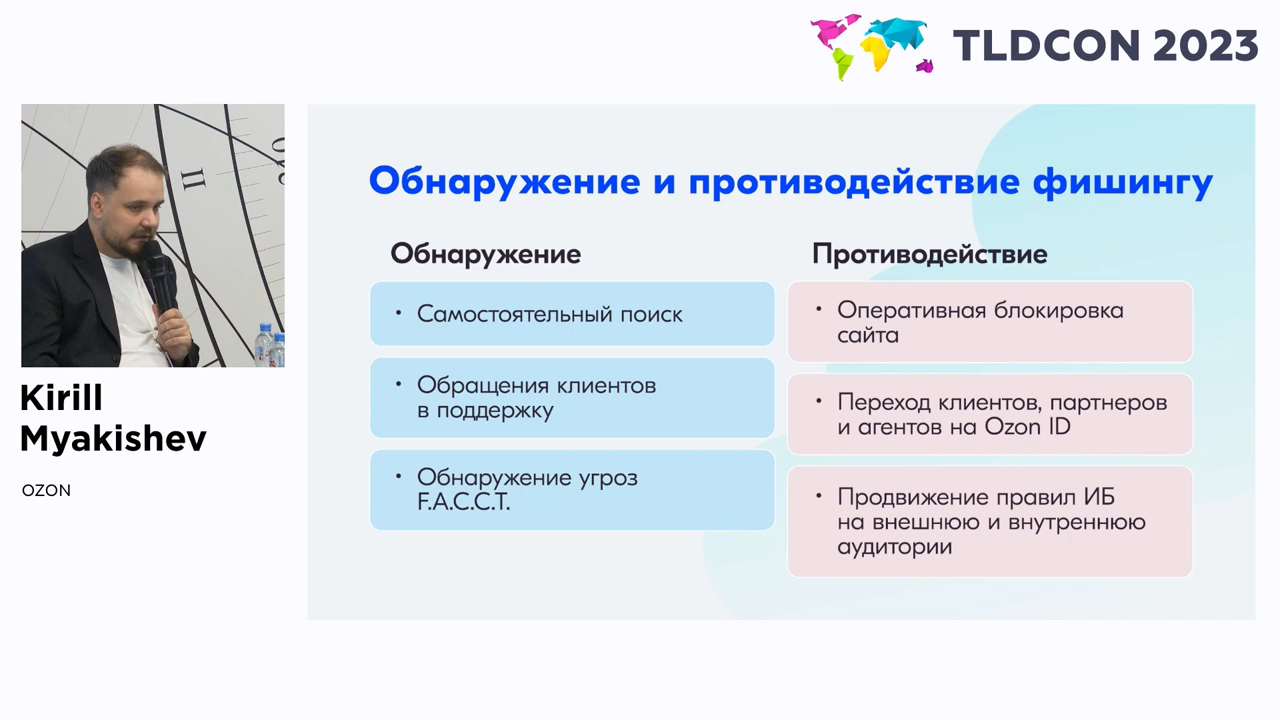 TLDCON 2023
II
Kirill
Myakishev
OZON
Обнаружение и противодействие фишингу
Обнаружение
• Самостоятельный поиск
• Обращения клиентов
в поддержку
• Обнаружение угроз
F.A.C.C.T.
Противодействие
• Оперативная блокировка
сайта
• Переход клиентов, партнеров
и агентов на Ozon ID
• Продвижение правил ИБ
на внешнюю и внутреннюю
аудитории